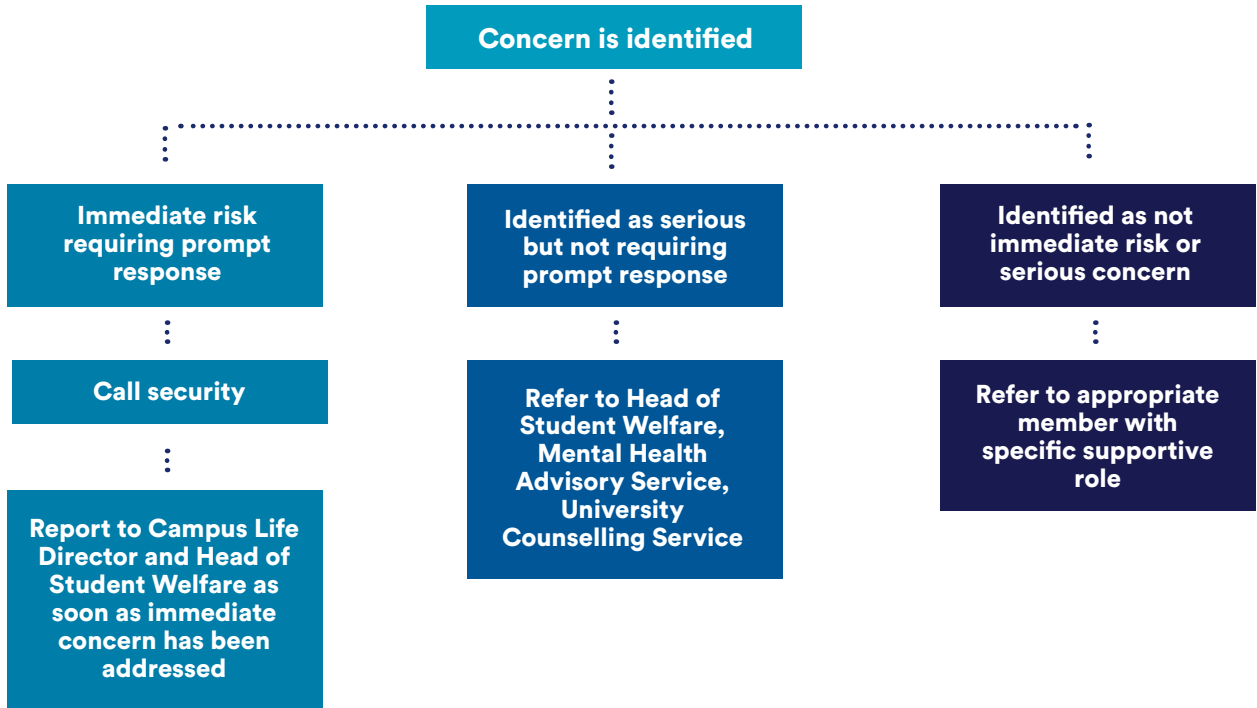 Concern is identified
Immediate risk
requiring prompt
response
Call security
Report to Campus Life
Director and Head of
Student Welfare as
soon as immediate
concern has been
addressed
Identified as serious
but not requiring
prompt response
Refer to Head of
Student Welfare,
Mental Health
Advisory Service,
University
Counselling Service
Identified as not
immediate risk or
serious concern
Refer to appropriate
member with
specific supportive
role